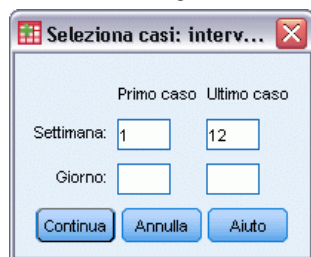 Seleziona casi: interv...
Primo caso Ultimo caso
Settimana: 1 12
Giorno:
Continua Annulla Aiuto